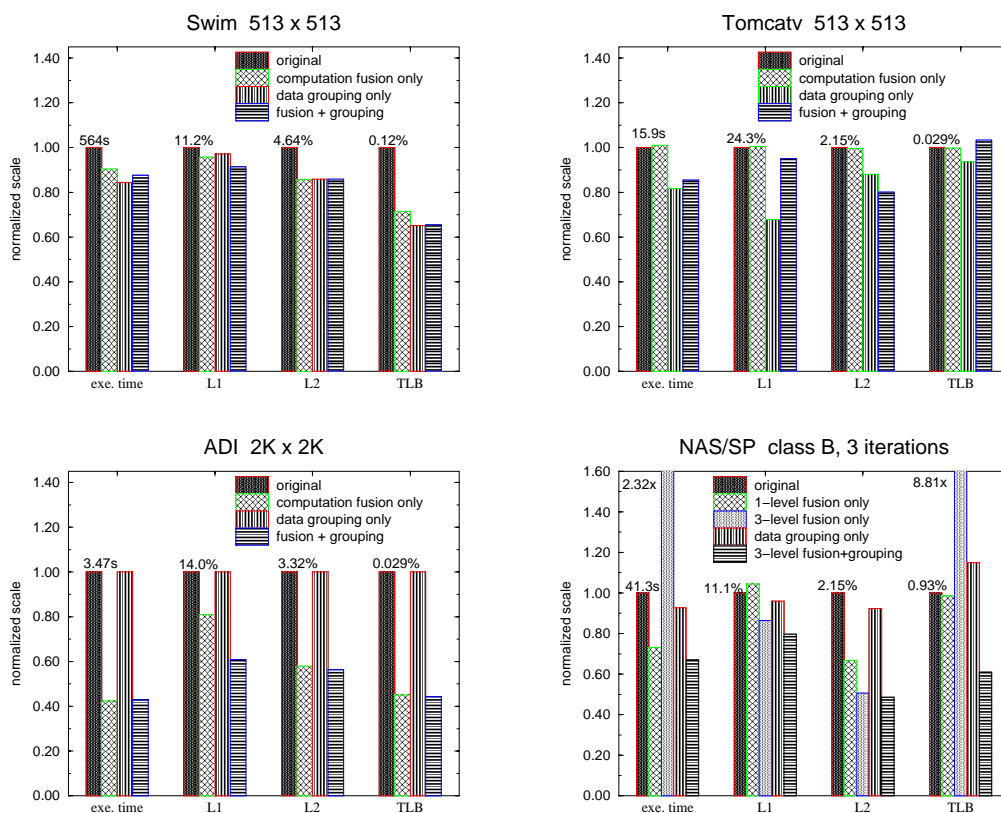 Swim 513 x 513
1.40
1.20
1.00
0.80
0.60
0.40
0.20
0.00
normalized scale
original
computation fusion only
data grouping only
fusion + grouping
564s
11.2%
4.64%
0.12%
exe. time
L1
L2
TLB
Tomcatv 513 x 513
1.40
1.20
1.00
0.80
0.60
0.40
0.20
0.00
normalized scale
original
computation fusion only
data grouping only
fusion + grouping
15.9s
24.3%
2.15%
0.029%
exe. time
L1
L2
TLB
ADI 2K x 2K
1.40
1.20
1.00
0.80
0.60
0.40
0.20
0.00
normalized scale
original
computation fusion only
data grouping only
fusion + grouping
3.47s
14.0%
3.32%
0.029%
exe. time
L1
L2
TLB
NAS/SP class B, 3 iterations
1.60
1.40
1.20
1.00
0.80
0.60
0.40
0.20
0.00
normalized scale
2.32x
8.81x
original
1−level fusion only
3−level fusion only
data grouping only
3−level fusion+grouping
41.3s
11.1%
2.15%
0.93%
exe. time
L1
L2
TLB